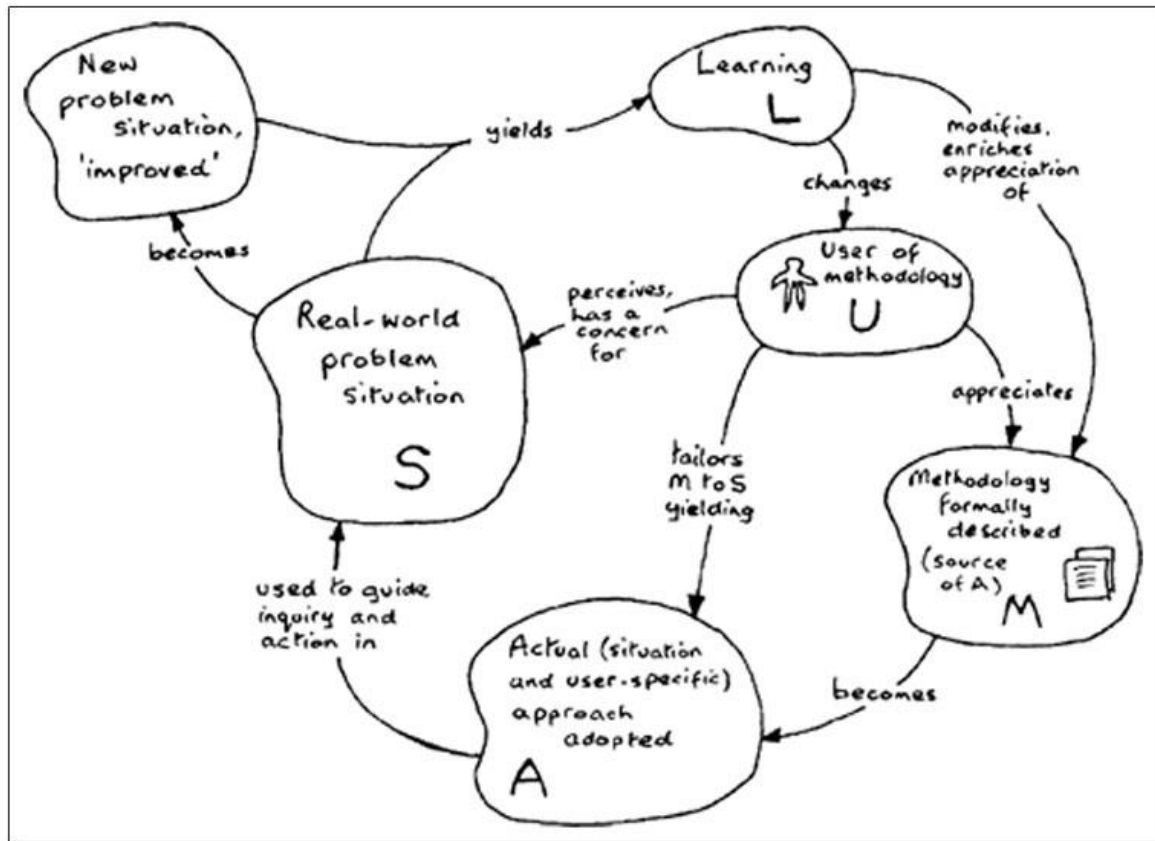 New
problem
situation,
'improved'
yields
Learning
L
modifies,
enriches
appreciation
of
changes
becomes
User of
methodology
U
perceives,
has a
concern
for
Real-world
problem
situation
S
appreciates
tailors
M to S
yielding
Methodology
formally
described
(source
of A)
M
used to guide
inquiry and
action in
Actual (situation
and user-specific)
approach
adopted
A
becomes